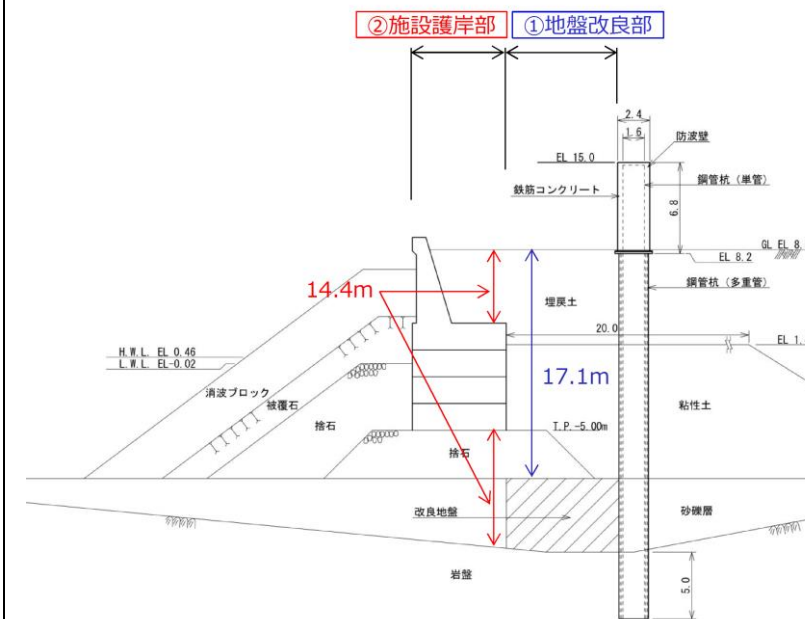 ②施設護岸部
①地盤改良部
2.4
1.6
防波壁
EL 15.0
鋼管杭（単管）
鉄筋コンクリート
6.8
GL EL 8.
EL 8.2
鋼管杭（多重管）
14.4m
埋戻土
20.0
H.W.L. EL 0.46
L.W.L. EL-0.02
EL 1.
17.1m
消波ブロック
被覆石
捨石
粘性土
T.P.-5.00m
捨石
改良地盤
砂礫層
岩盤
5.0